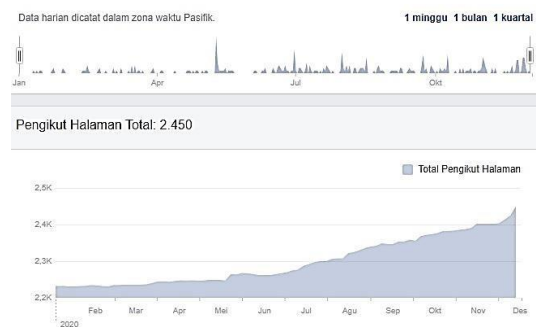 Data harian dicatat dalam zona waktu Pasifik.
1 minggu 1 bulan 1 kuartal
Jan Apr Jul Okt
Pengikut Halaman Total: 2.450
Total Pengikut Halaman
2,5K
2,4K
2,3K
2,2K
Feb Mar Apr Mei Jun Jul Agu Sep Okt Nov Des
2020